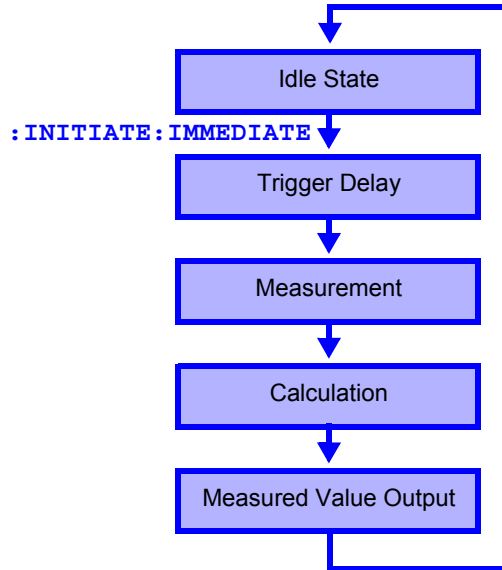 Idle State
:INITIATE:IMMEDIATE
Trigger Delay
Measurement
Calculation
Measured Value Output